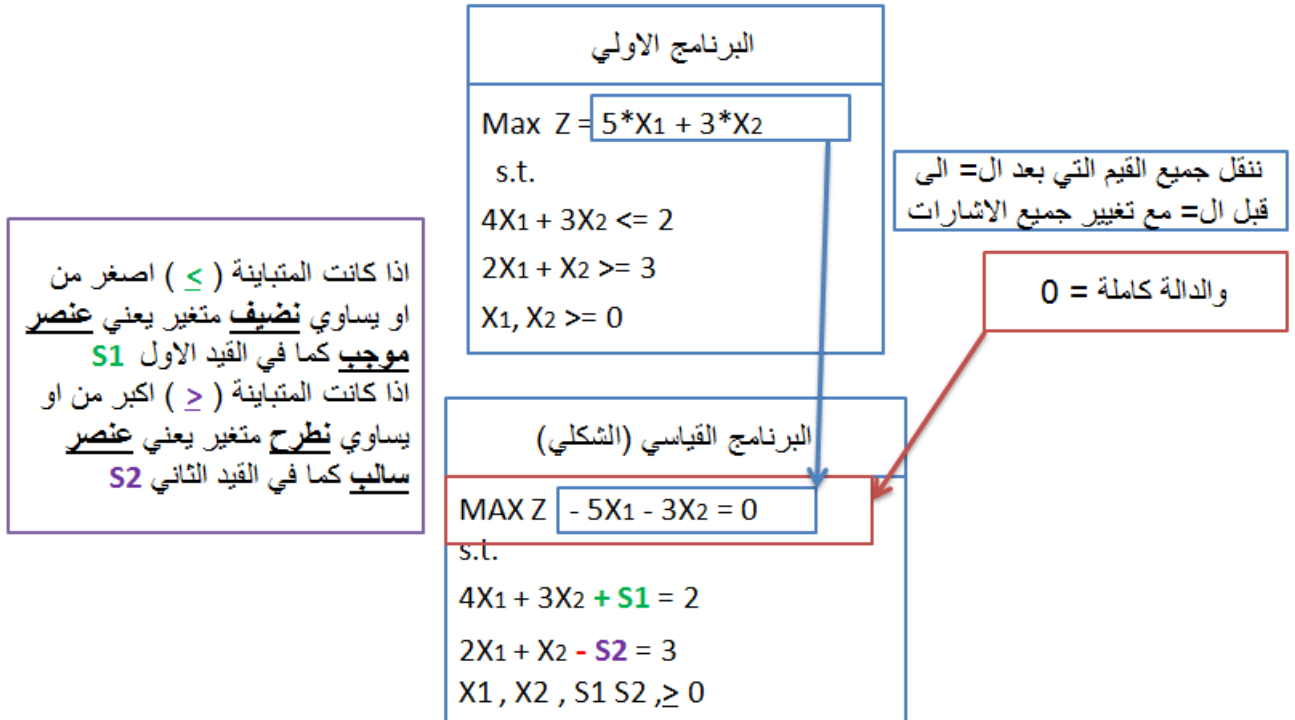 البرنامج الاولي
Max Z = 5*X1 + 3*X2
s.t.
4X1 + 3X2 <= 2
2X1 + X2 >= 3
X1, X2 >= 0
ننقل جميع القيم التي بعد ال= الى
قبل ال= مع تغيير جميع الاشارات
والدالة كاملة = 0
اذا كانت المتباينة ( ≤ ) اصغر من
او يساوي نضيف متغير يعني عنصر
موجب كما في القيد الاول S1
اذا كانت المتباينة ( ≥ ) اكبر من او
يساوي نطرح متغير يعني عنصر
سالب كما في القيد الثاني S2
البرنامج القياسي (الشكلي)
MAX Z - 5X1 - 3X2 = 0
s.t.
4X1 + 3X2 + S1 = 2
2X1 + X2 - S2 = 3
X1 , X2 , S1 S2 ,≥ 0